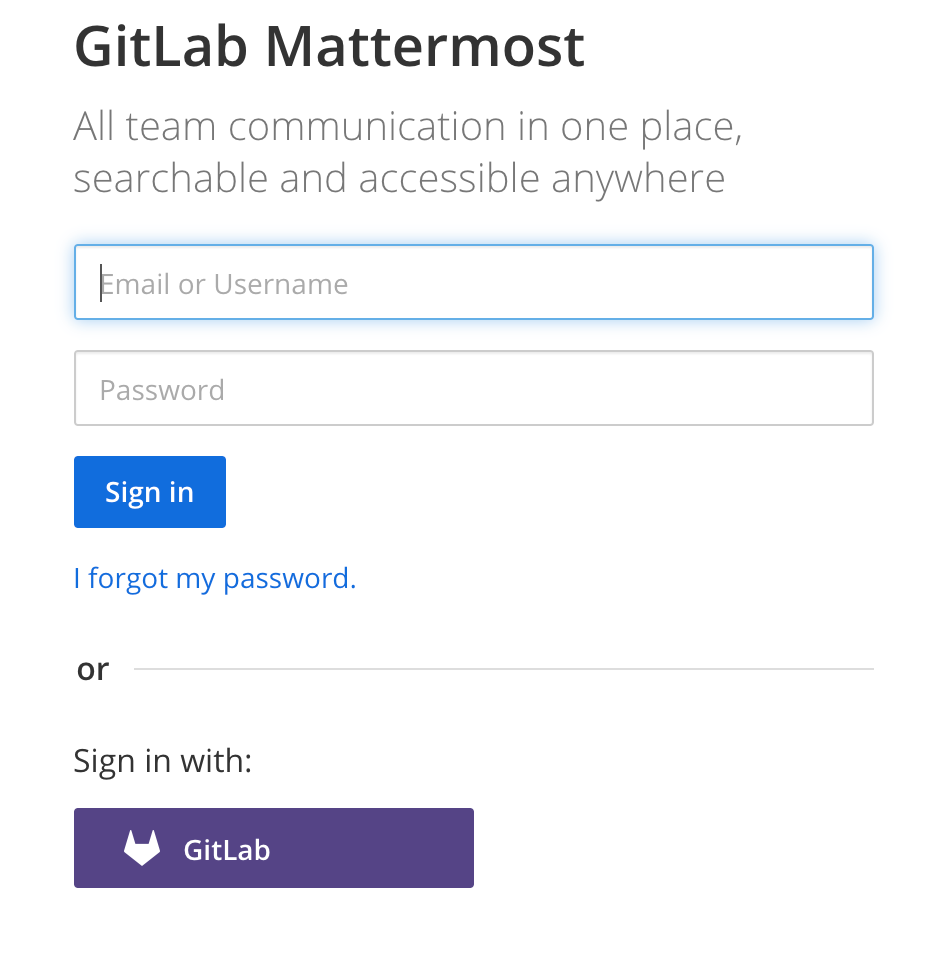 GitLab Mattermost
All team communication in one place,
searchable and accessible anywhere
Email or Username
Password
Sign in
I forgot my password.
or
Sign in with:
GitLab